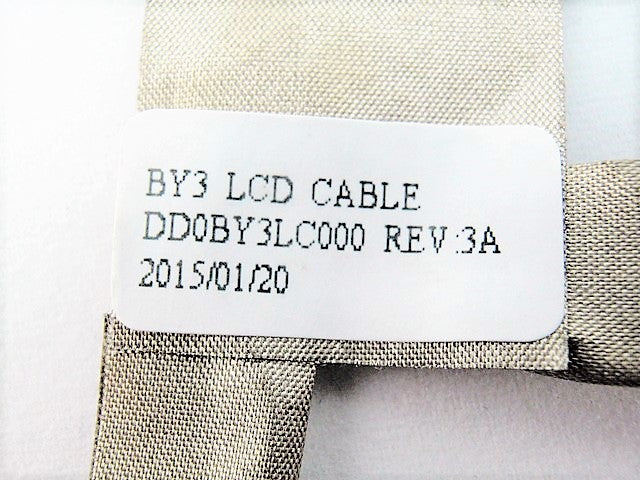 BY3 LCD CABLE
DD0BY3LC000 REV:3A
2015/01/20